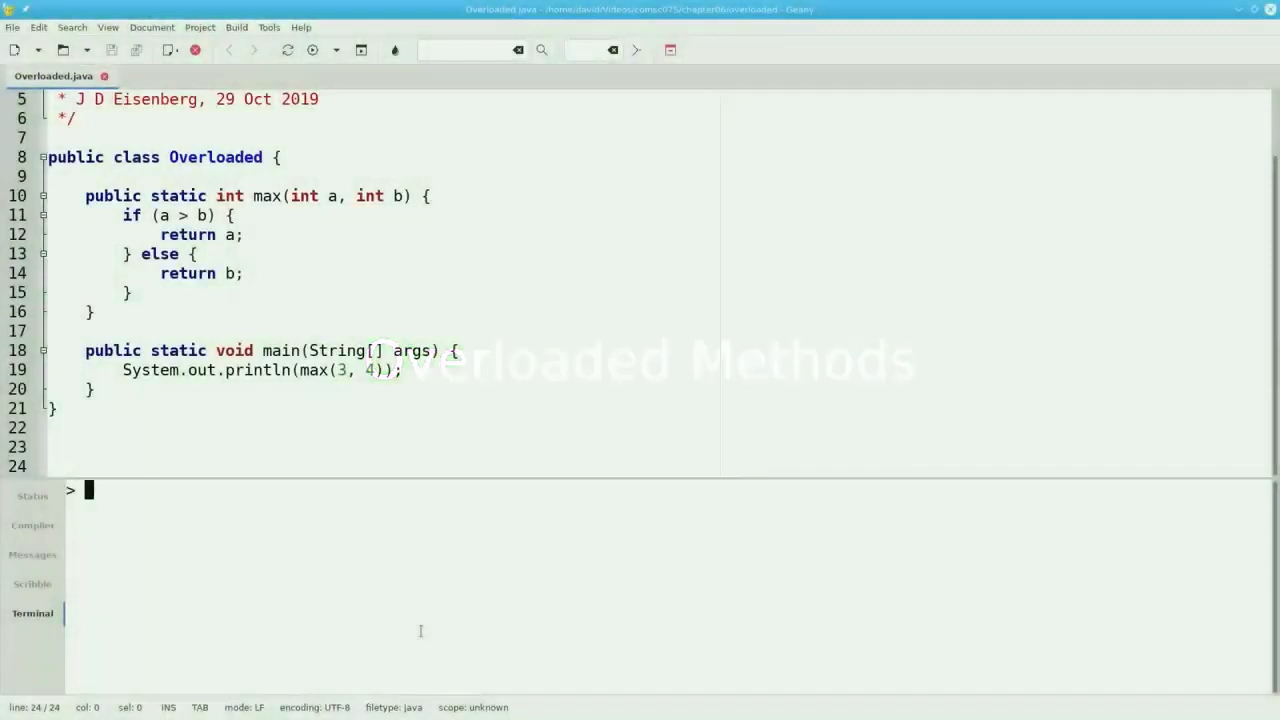 Overloaded.java - /home/david/Videos/comsc075/chapter06/overloaded - Geany
File Edit Search View Document Project Build Tools Help
Overloaded.java
5 * J D Eisenberg, 29 Oct 2019
6 */
7
8 public class Overloaded {
9
10 public static int max(int a, int b) {
11 if (a > b) {
12 return a;
13 } else {
14 return b;
15 }
16 }
17
18 public static void main(String[] args) {
Overloaded Methods
19 System.out.println(max(3, 4));
20 }
21 }
22
23
24
>
Status
Compiler
Messages
Scribble
Terminal
line: 24 / 24 col: 0 sel: 0 INS TAB mode: LF encoding: UTF-8 filetype: Java scope: unknown